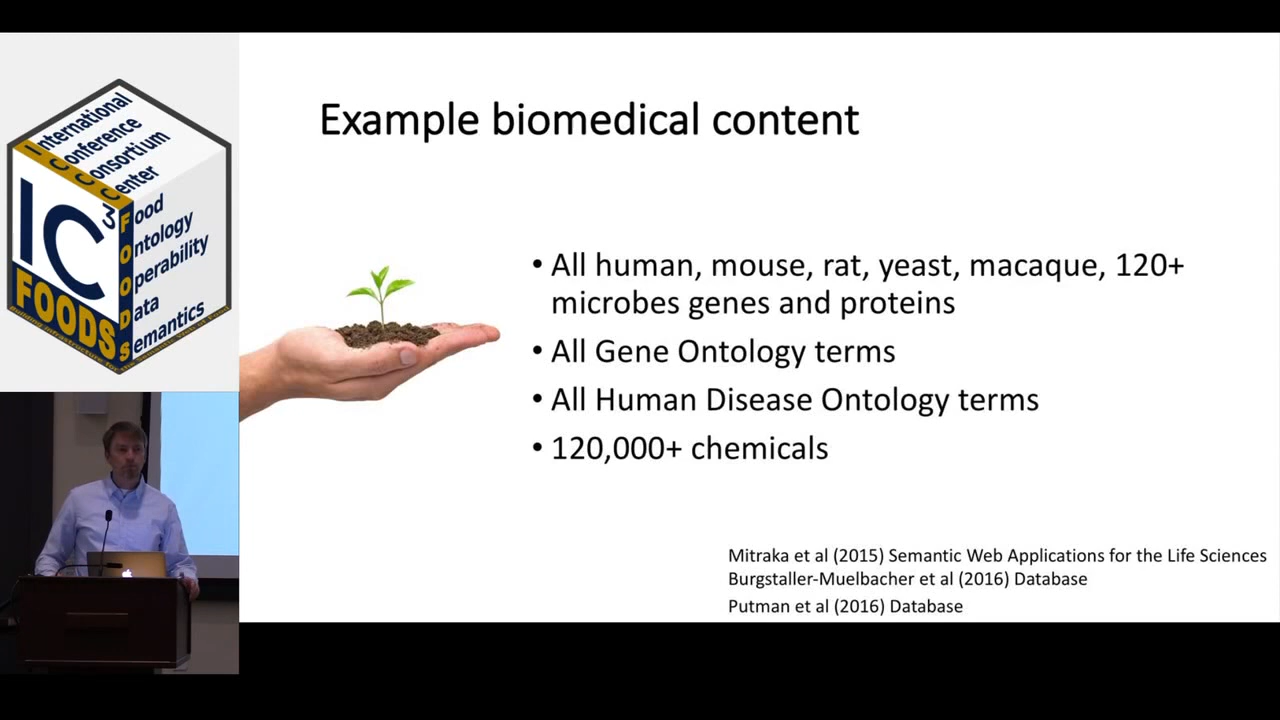 International
Conference
Consortium
Center
IC3
FOODS
Food
Ontology
Operability
Data
Semantics
Example biomedical content
• All human, mouse, rat, yeast, macaque, 120+
microbes genes and proteins
• All Gene Ontology terms
• All Human Disease Ontology terms
• 120,000+ chemicals
Mitraka et al (2015) Semantic Web Applications for the Life Sciences
Burgstaller-Muelbacher et al (2016) Database
Putman et al (2016) Database